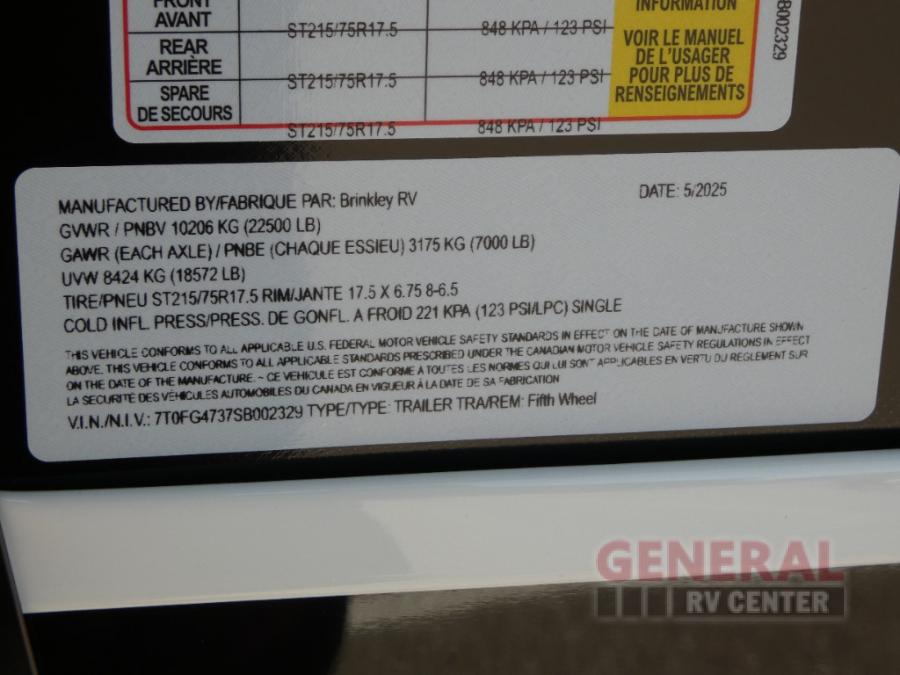 FRONT
AVANT
ST215/75R17.5 848 KPA / 123 PSI
REAR
ARRIÈRE
ST215/75R17.5 848 KPA / 123 PSI
SPARE
DE SECOURS
ST215/75R17.5 848 KPA / 123 PSI
INFORMATION
VOIR LE MANUEL
DE L'USAGER
POUR PLUS DE
RENSEIGNEMENTS
B002329
MANUFACTURED BY/FABRIQUE PAR: Brinkley RV
DATE: 5/2025
GVWR / PNBV 10206 KG (22500 LB)
GAWR (EACH AXLE) / PNBE (CHAQUE ESSIEU) 3175 KG (7000 LB)
UVW 8424 KG (18572 LB)
TIRE/PNEU ST215/75R17.5 RIM/JANTE 17.5 X 6.75 8-6.5
COLD INFL. PRESS/PRESS. DE GONFL. A FROID 221 KPA (123 PSI/LPC) SINGLE
THIS VEHICLE CONFORMS TO ALL APPLICABLE U.S. FEDERAL MOTOR VEHICLE SAFETY STANDARDS IN EFFECT ON THE DATE OF MANUFACTURE SHOWN
ABOVE. THIS VEHICLE CONFORMS TO ALL APPLICABLE STANDARDS PRESCRIBED UNDER THE CANADIAN MOTOR VEHICLE SAFETY REGULATIONS IN EFFECT
ON THE DATE OF THE MANUFACTURE. ~ CE VEHICULE EST CONFORME A TOUTES LES NORMES QUI LUI SONT APPLICABLES EN VERTU DU REGLEMENT SUR
LA SECURITE DES VÉHICULES AUTOMOBILES DU CANADA EN VIGUEUR À LA DATE DE SA FABRICATION
V.I.N./N.I.V.: 7T0FG4737SB002329 TYPE/TYPE: TRAILER TRA/REM: Fifth Wheel
GENERAL
RV CENTER